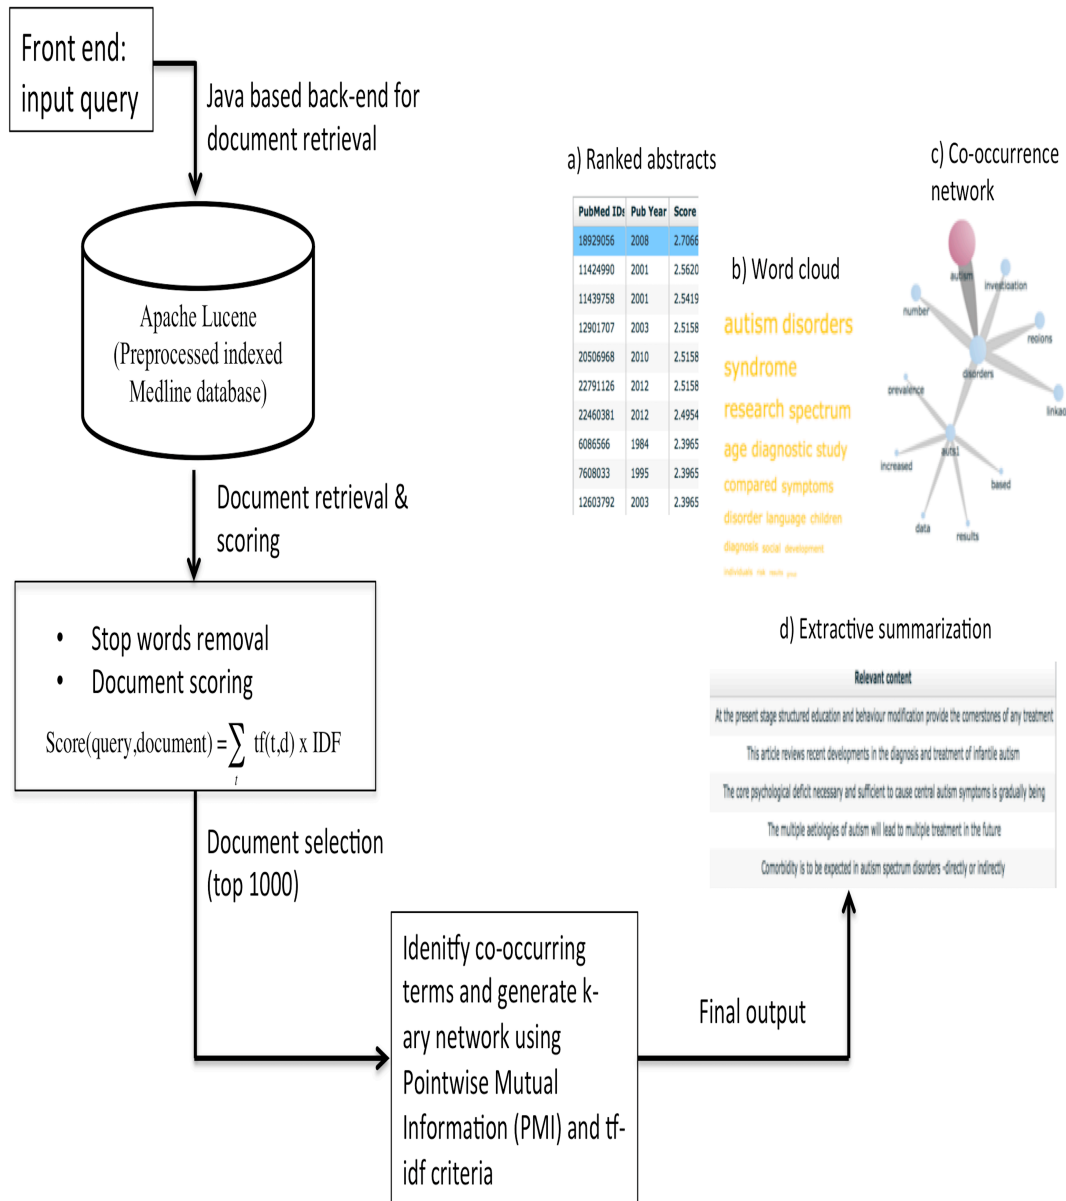 Front end:
input query
Java based back-end for
document retrieval
Apache Lucene
(Preprocessed indexed
Medline database)
Document retrieval &
scoring
• Stop words removal
• Document scoring
Score(query,document) = ∑ tf(t,d) x IDF
t
Document selection
(top 1000)
Idenitfy co-occurring
terms and generate k-
ary network using
Pointwise Mutual
Information (PMI) and tf-
idf criteria
Final output
a) Ranked abstracts
PubMed IDs Pub Year Score
18929056 2008 2.7066
11424990 2001 2.5620
11439758 2001 2.5419
12901707 2003 2.5158
20506968 2010 2.5158
22791126 2012 2.5158
22460381 2012 2.4954
6086566 1984 2.3965
7608033 1995 2.3965
12603792 2003 2.3965
b) Word cloud
autism disorders
syndrome
research spectrum
age diagnostic study
compared symptoms
disorder language children
diagnosis social development
individuals risk
c) Co-occurrence
network
autism
investigation
number
regions
disorders
prevalence
linkag
auts1
increased
based
data
results
d) Extractive summarization
Relevant content
At the present stage structured education and behaviour modification provide the cornerstones of any treatment
This article reviews recent developments in the diagnosis and treatment of infantile autism
The core psychological deficit necessary and sufficient to cause central autism symptoms is gradually being
The multiple aetiologies of autism will lead to multiple treatment in the future
Comorbidity is to be expected in autism spectrum disorders -directly or indirectly